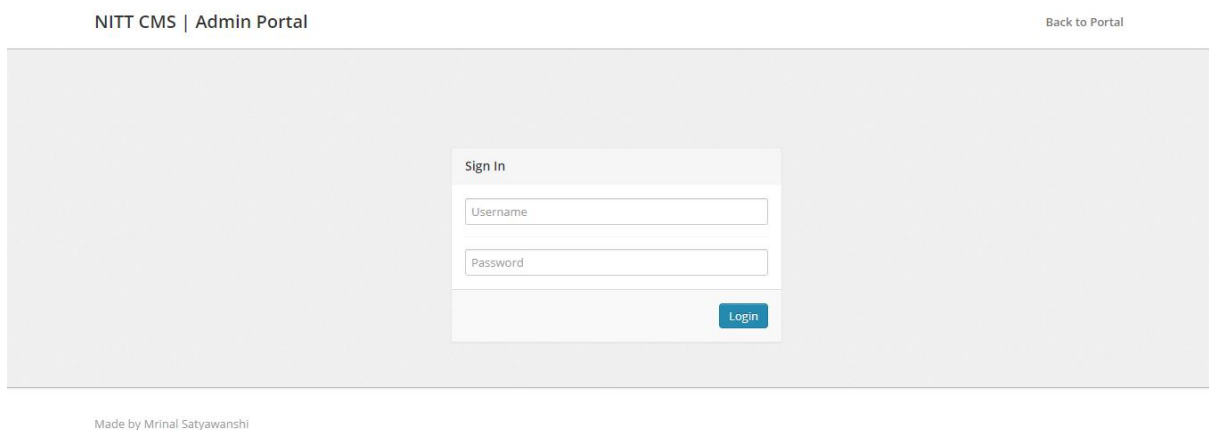 NITT CMS | Admin Portal
Back to Portal
Sign In
Username
Password
Login
Made by Mrinal Satyawanshi